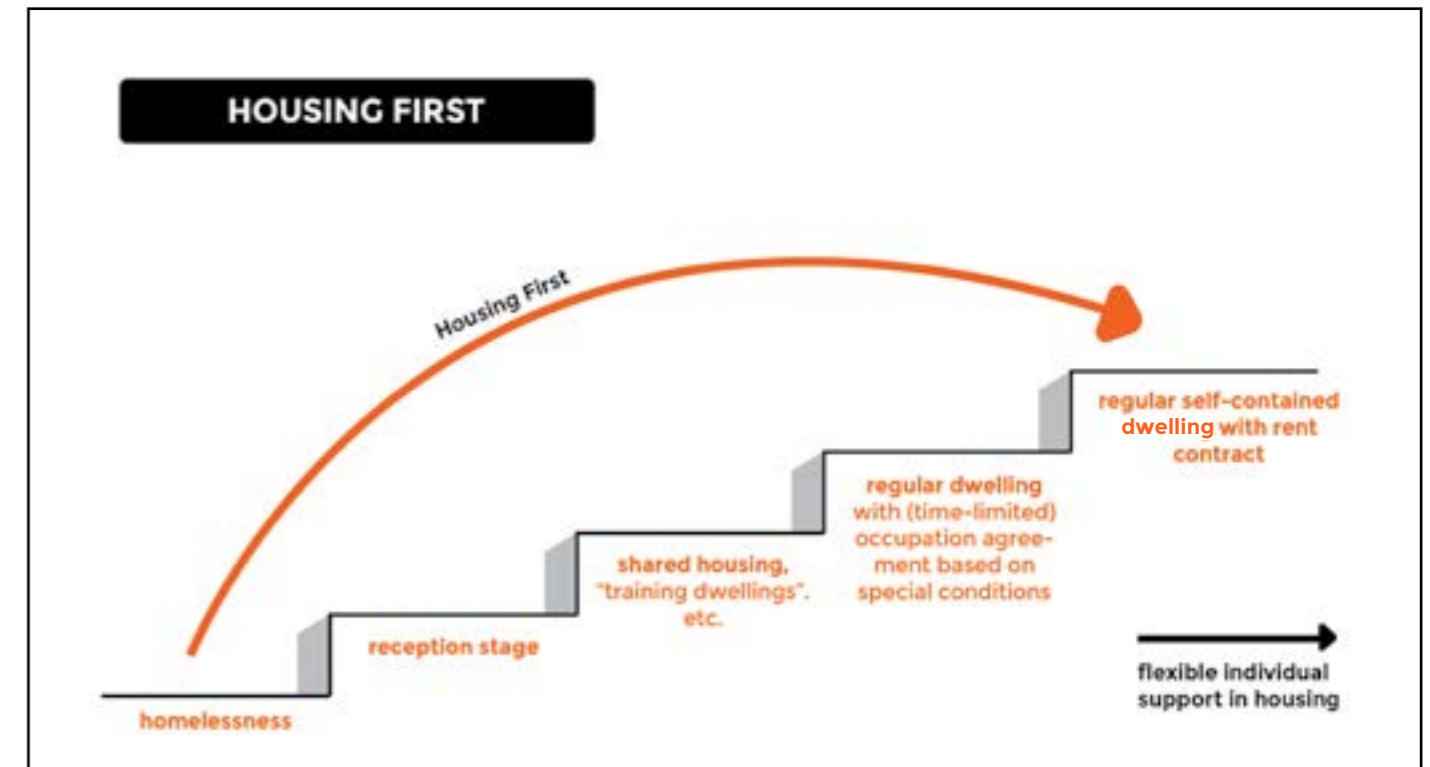 HOUSING FIRST
Housing First
homelessness
reception stage
shared housing,
"training dwellings".
etc.
regular dwelling
with (time-limited)
occupation agree-
ment based on
special conditions
regular self-contained
dwelling with rent
contract
flexible individual
support in housing